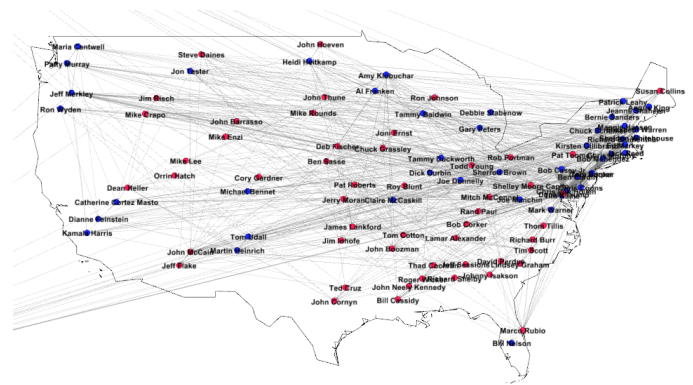 John Hoeven
Maria Cantwell
Steve Daines
Heidi Heitkamp
Patty Murray
Jon Tester
Amy Klobuchar
Al Franken
Susan Collins
Jeff Merkley
Jim Risch
John Thune
Ron Johnson
Patrick Leahy
Ron Wyden
Mike Crapo
John Barrasso
Mike Rounds
Tammy Baldwin
Debbie Stabenow
Bernie Sanders
Mike Enzi
Joni Ernst
Gary Peters
Deb Fischer
Chuck Grassley
Mike Lee
Ben Sasse
Tammy Duckworth
Rob Portman
Todd Young
Orrin Hatch
Cory Gardner
Dick Durbin
Sherrod Brown
Joe Donnelly
Dean Heller
Michael Bennet
Pat Roberts
Roy Blunt
Shelley Moore
Catherine Cortez Masto
Jerry Moran
Claire McCaskill
Mitch
Rand Paul
Mark Warner
Dianne Feinstein
Kamala Harris
Tom Udall
James Lankford
Tom Cotton
Bob Corker
Thom Tillis
Jim Inhofe
Lamar Alexander
Richard Burr
John McCain
Martin Heinrich
John Boozman
Tim Scott
Jeff Flake
David Perdue
Lindsey Graham
Jeff Sessions
Richard Shelby
Johnny Isakson
Ted Cruz
John Neely Kennedy
John Cornyn
Bill Cassidy
Marco Rubio
Bill Nelson